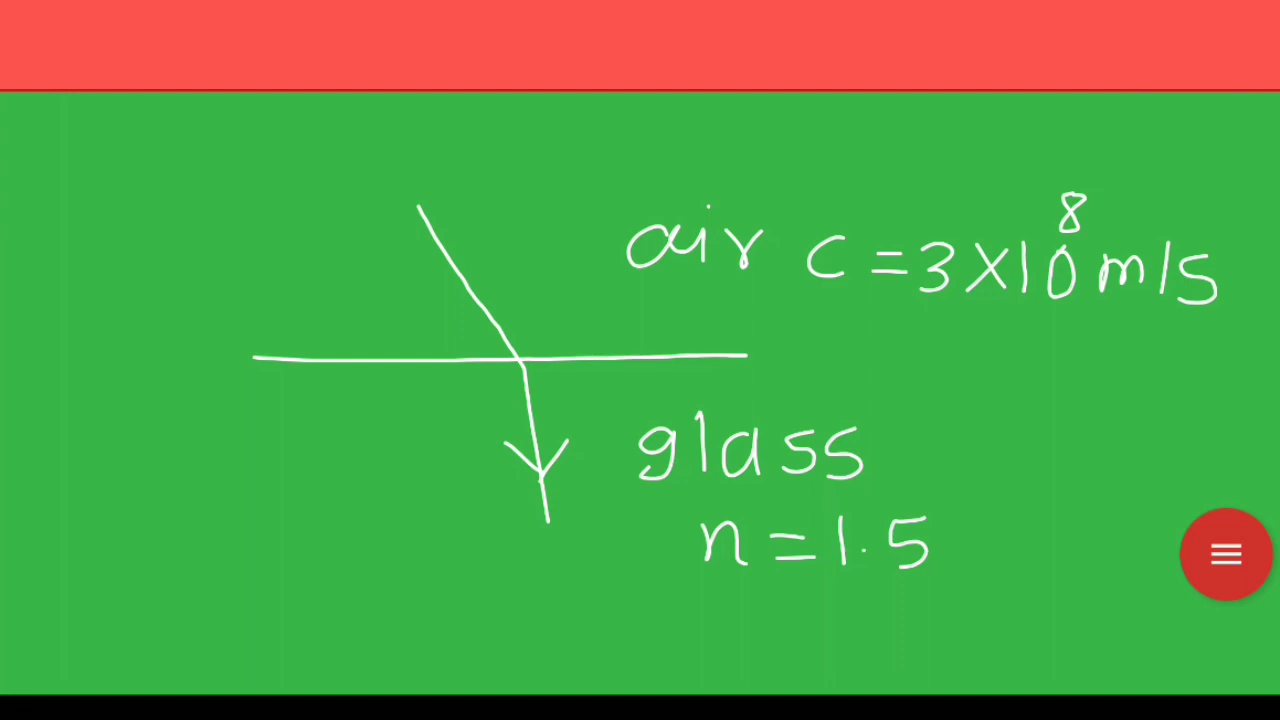 air c = 3 X 10⁸ m/s
glass
n = 1.5